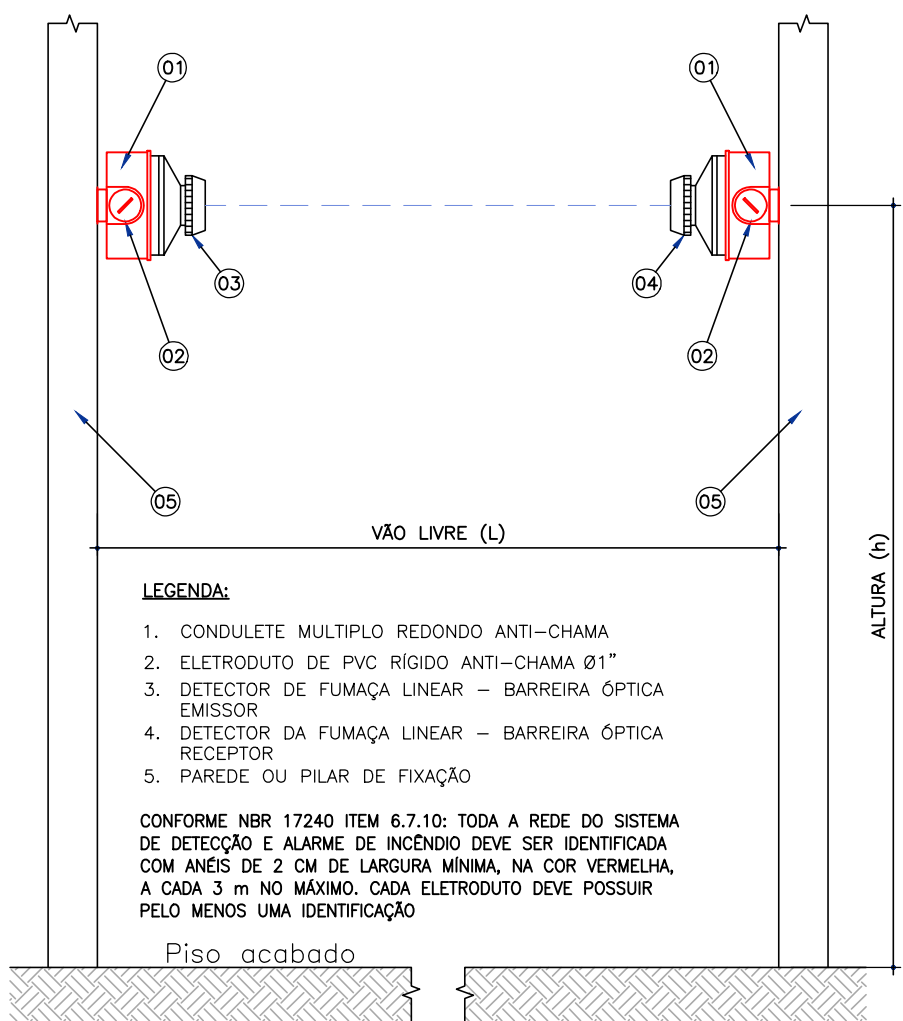 01
01
03
04
02
02
05
05
VÃO LIVRE (L)
ALTURA (h)
LEGENDA:
1. CONDULETE MULTIPLO REDONDO ANTI-CHAMA
2. ELETRODUTO DE PVC RÍGIDO ANTI-CHAMA Ø1"
3. DETECTOR DE FUMAÇA LINEAR – BARREIRA ÓPTICA
EMISSOR
4. DETECTOR DA FUMAÇA LINEAR – BARREIRA ÓPTICA
RECEPTOR
5. PAREDE OU PILAR DE FIXAÇÃO
CONFORME NBR 17240 ITEM 6.7.10: TODA A REDE DO SISTEMA
DE DETECÇÃO E ALARME DE INCÊNDIO DEVE SER IDENTIFICADA
COM ANÉIS DE 2 CM DE LARGURA MÍNIMA, NA COR VERMELHA,
A CADA 3 m NO MÁXIMO. CADA ELETRODUTO DEVE POSSUIR
PELO MENOS UMA IDENTIFICAÇÃO
Piso acabado